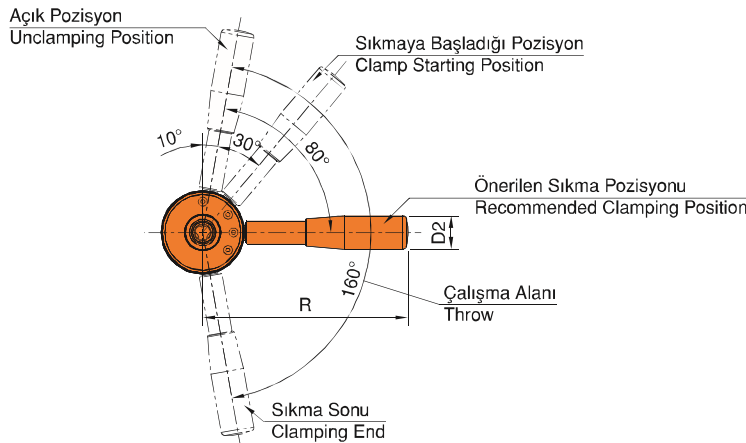 Açık Pozisyon
Unclamping Position
Sıkmaya Başladığı Pozisyon
Clamp Starting Position
10°
30°
80°
Önerilen Sıkma Pozisyonu
Recommended Clamping Position
D2
160°
R
Çalışma Alanı
Throw
Sıkma Sonu
Clamping End